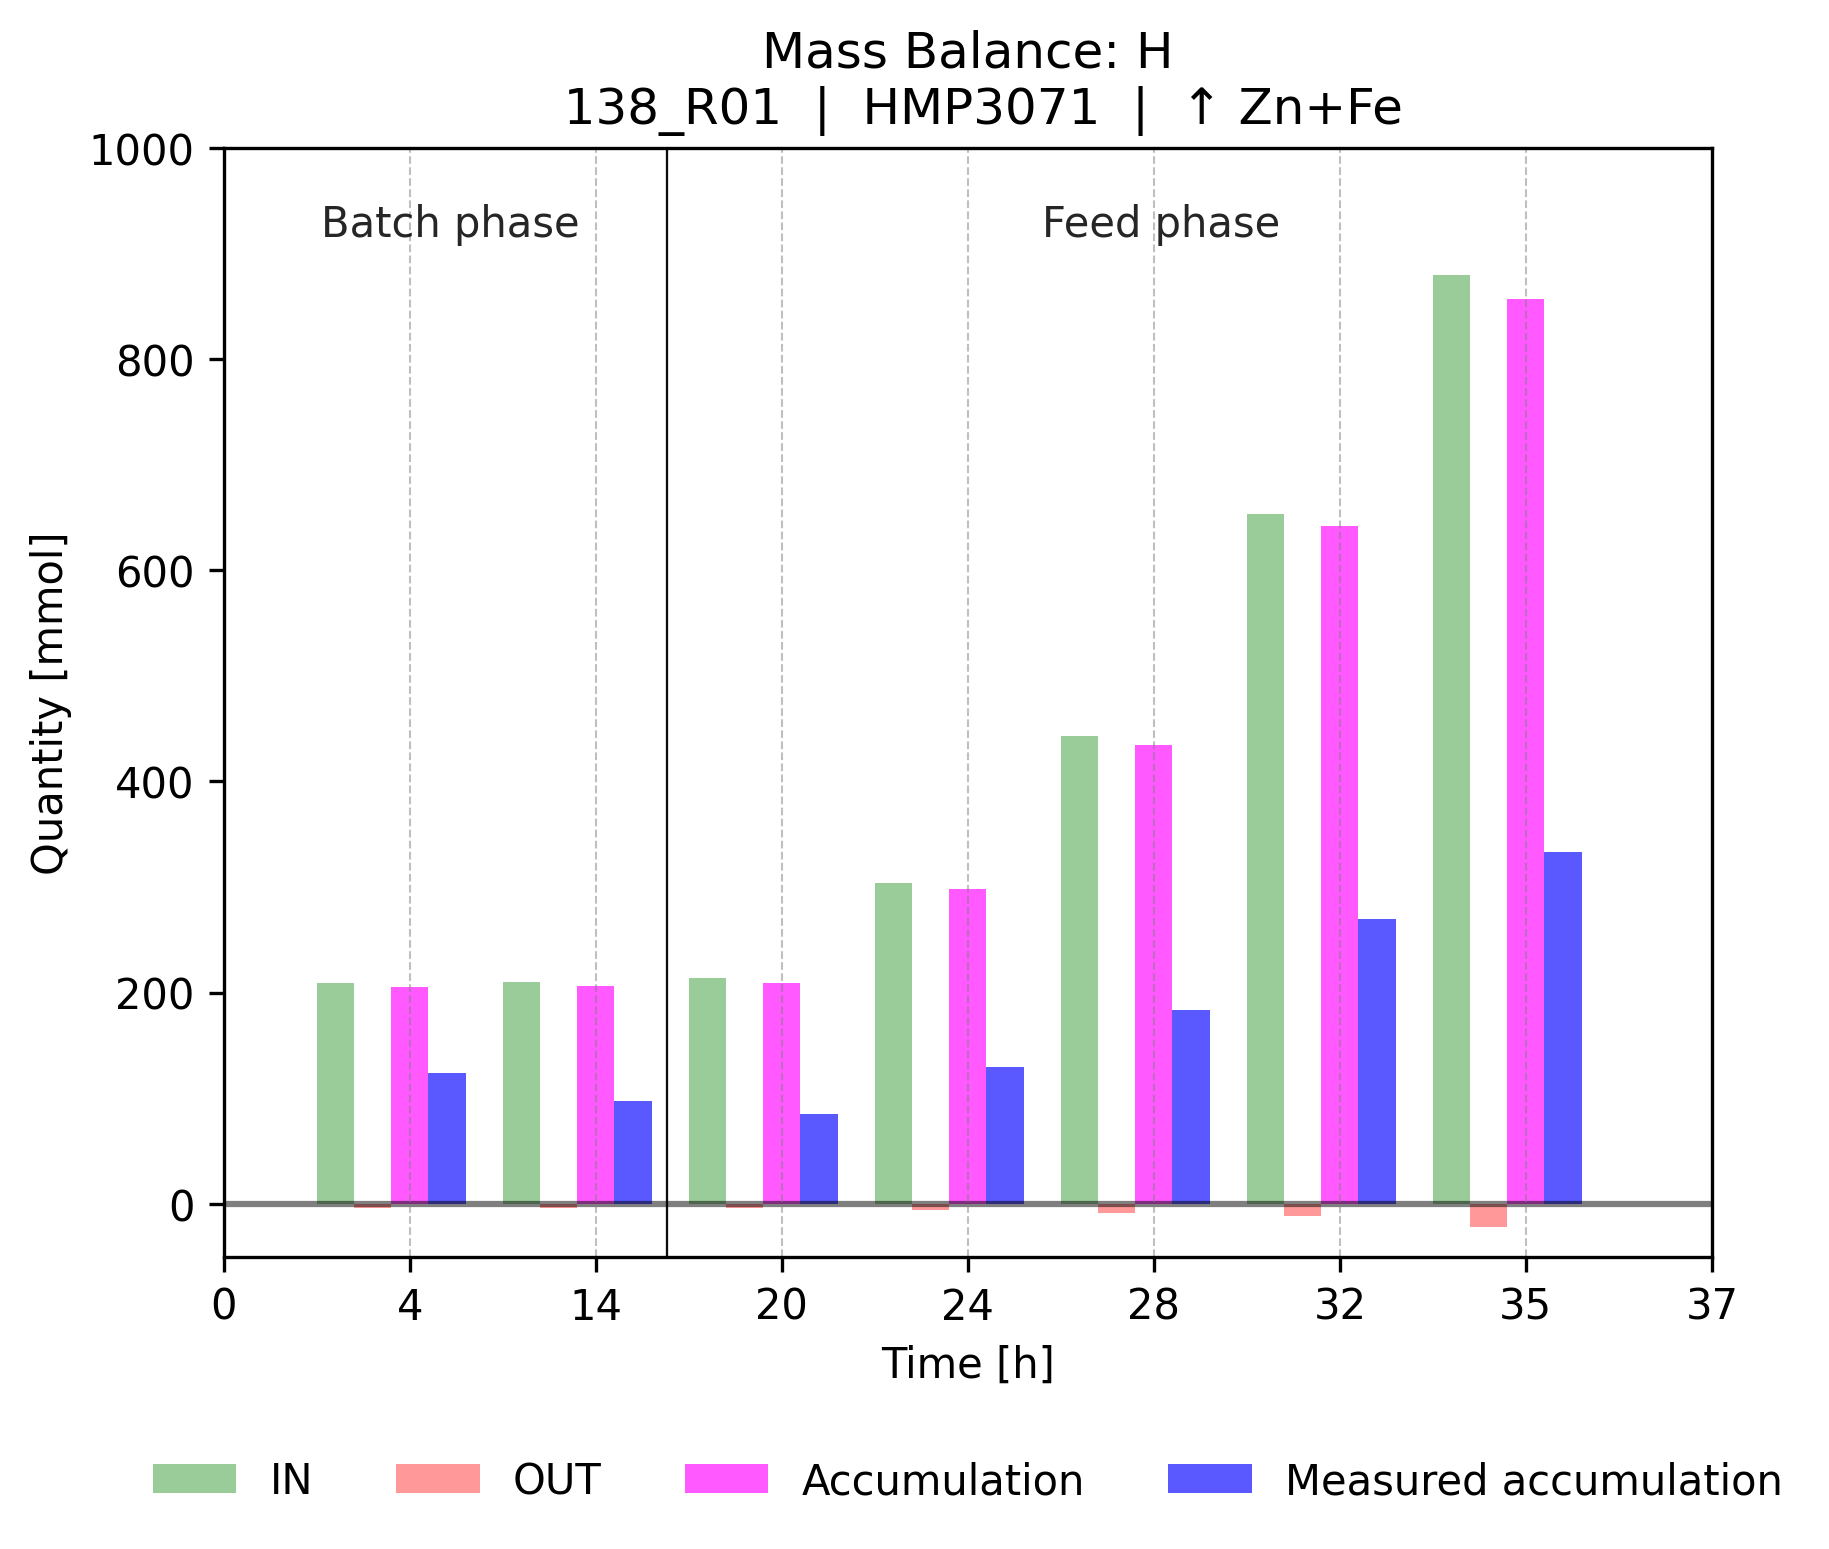 Mass Balance: H
138_R01 | HMP3071 | ↑ Zn+Fe
1000
Batch phase
Feed phase
800
600
400
200
0
Quantity [mmol]
0 4 14 20 24 28 32 35 37
Time [h]
IN OUT Accumulation Measured accumulation